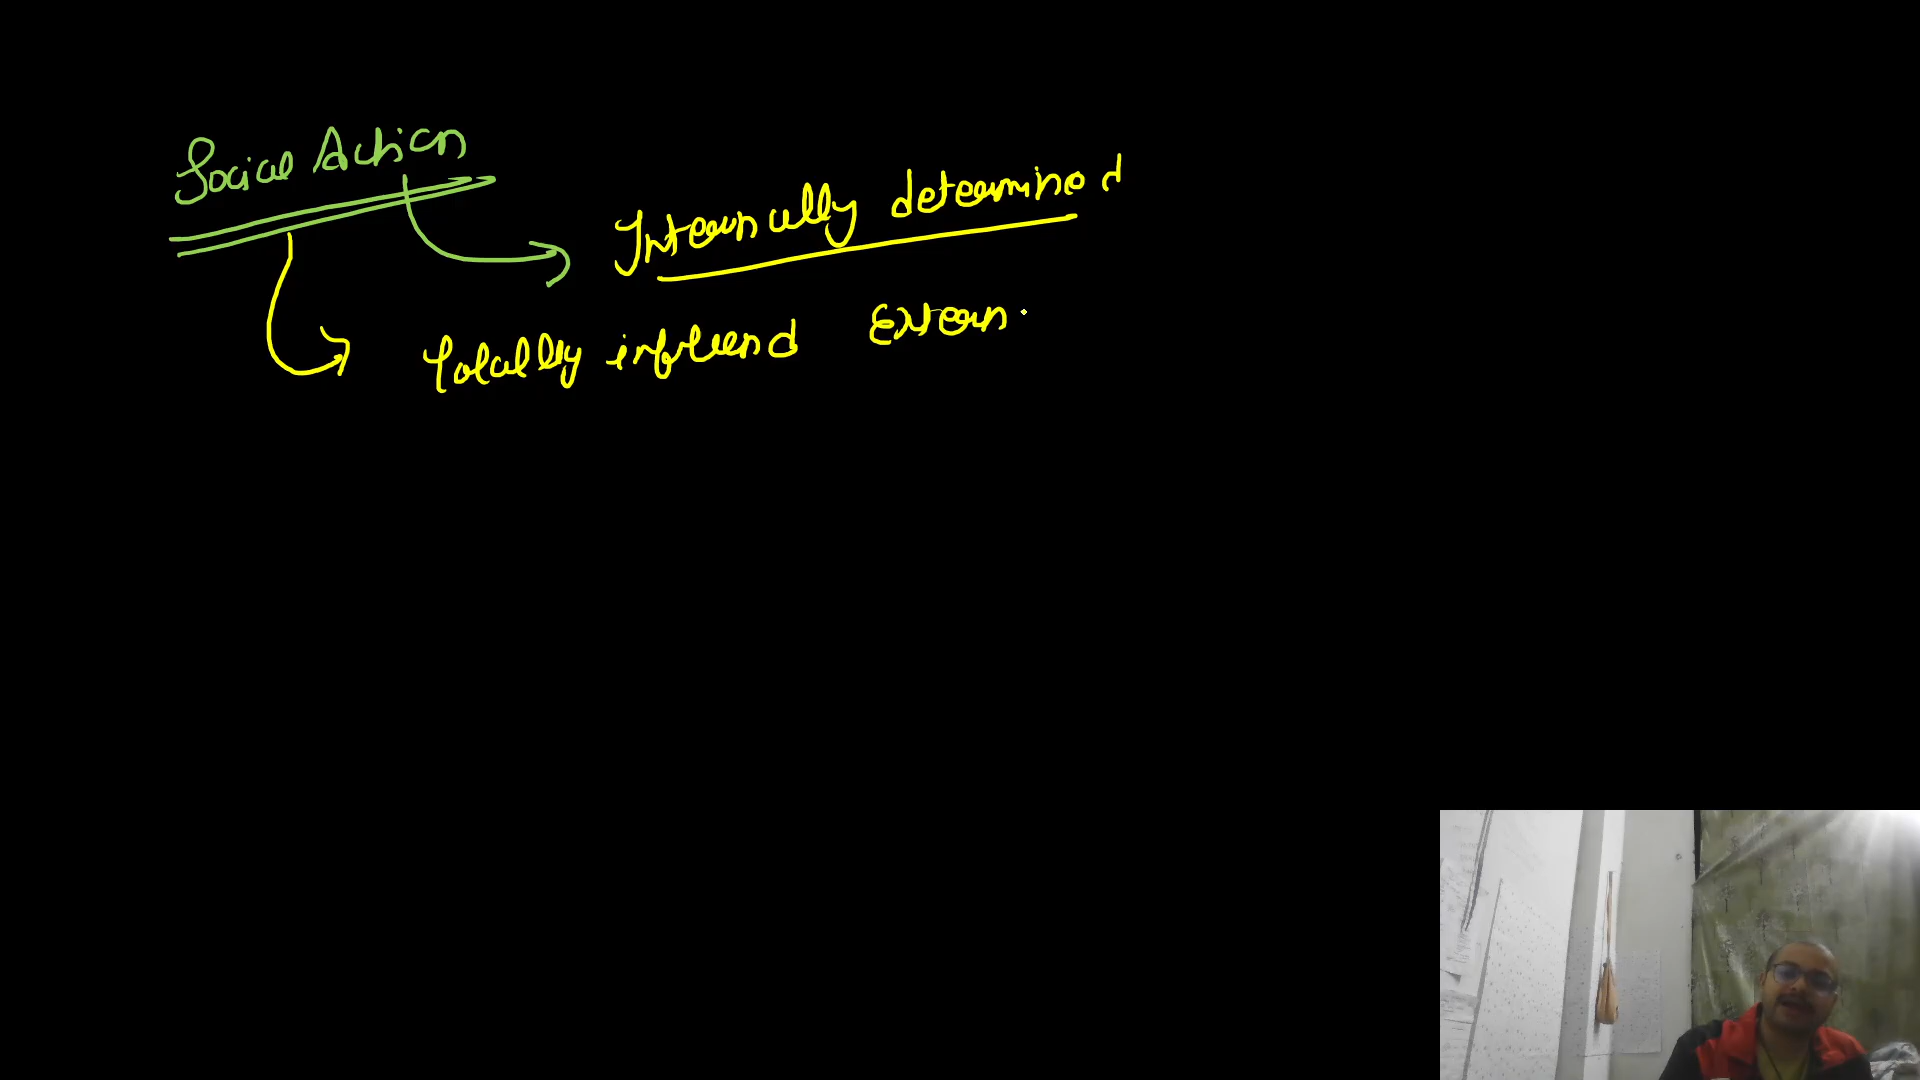 Social Action
Internally determined
Totally influend Extern